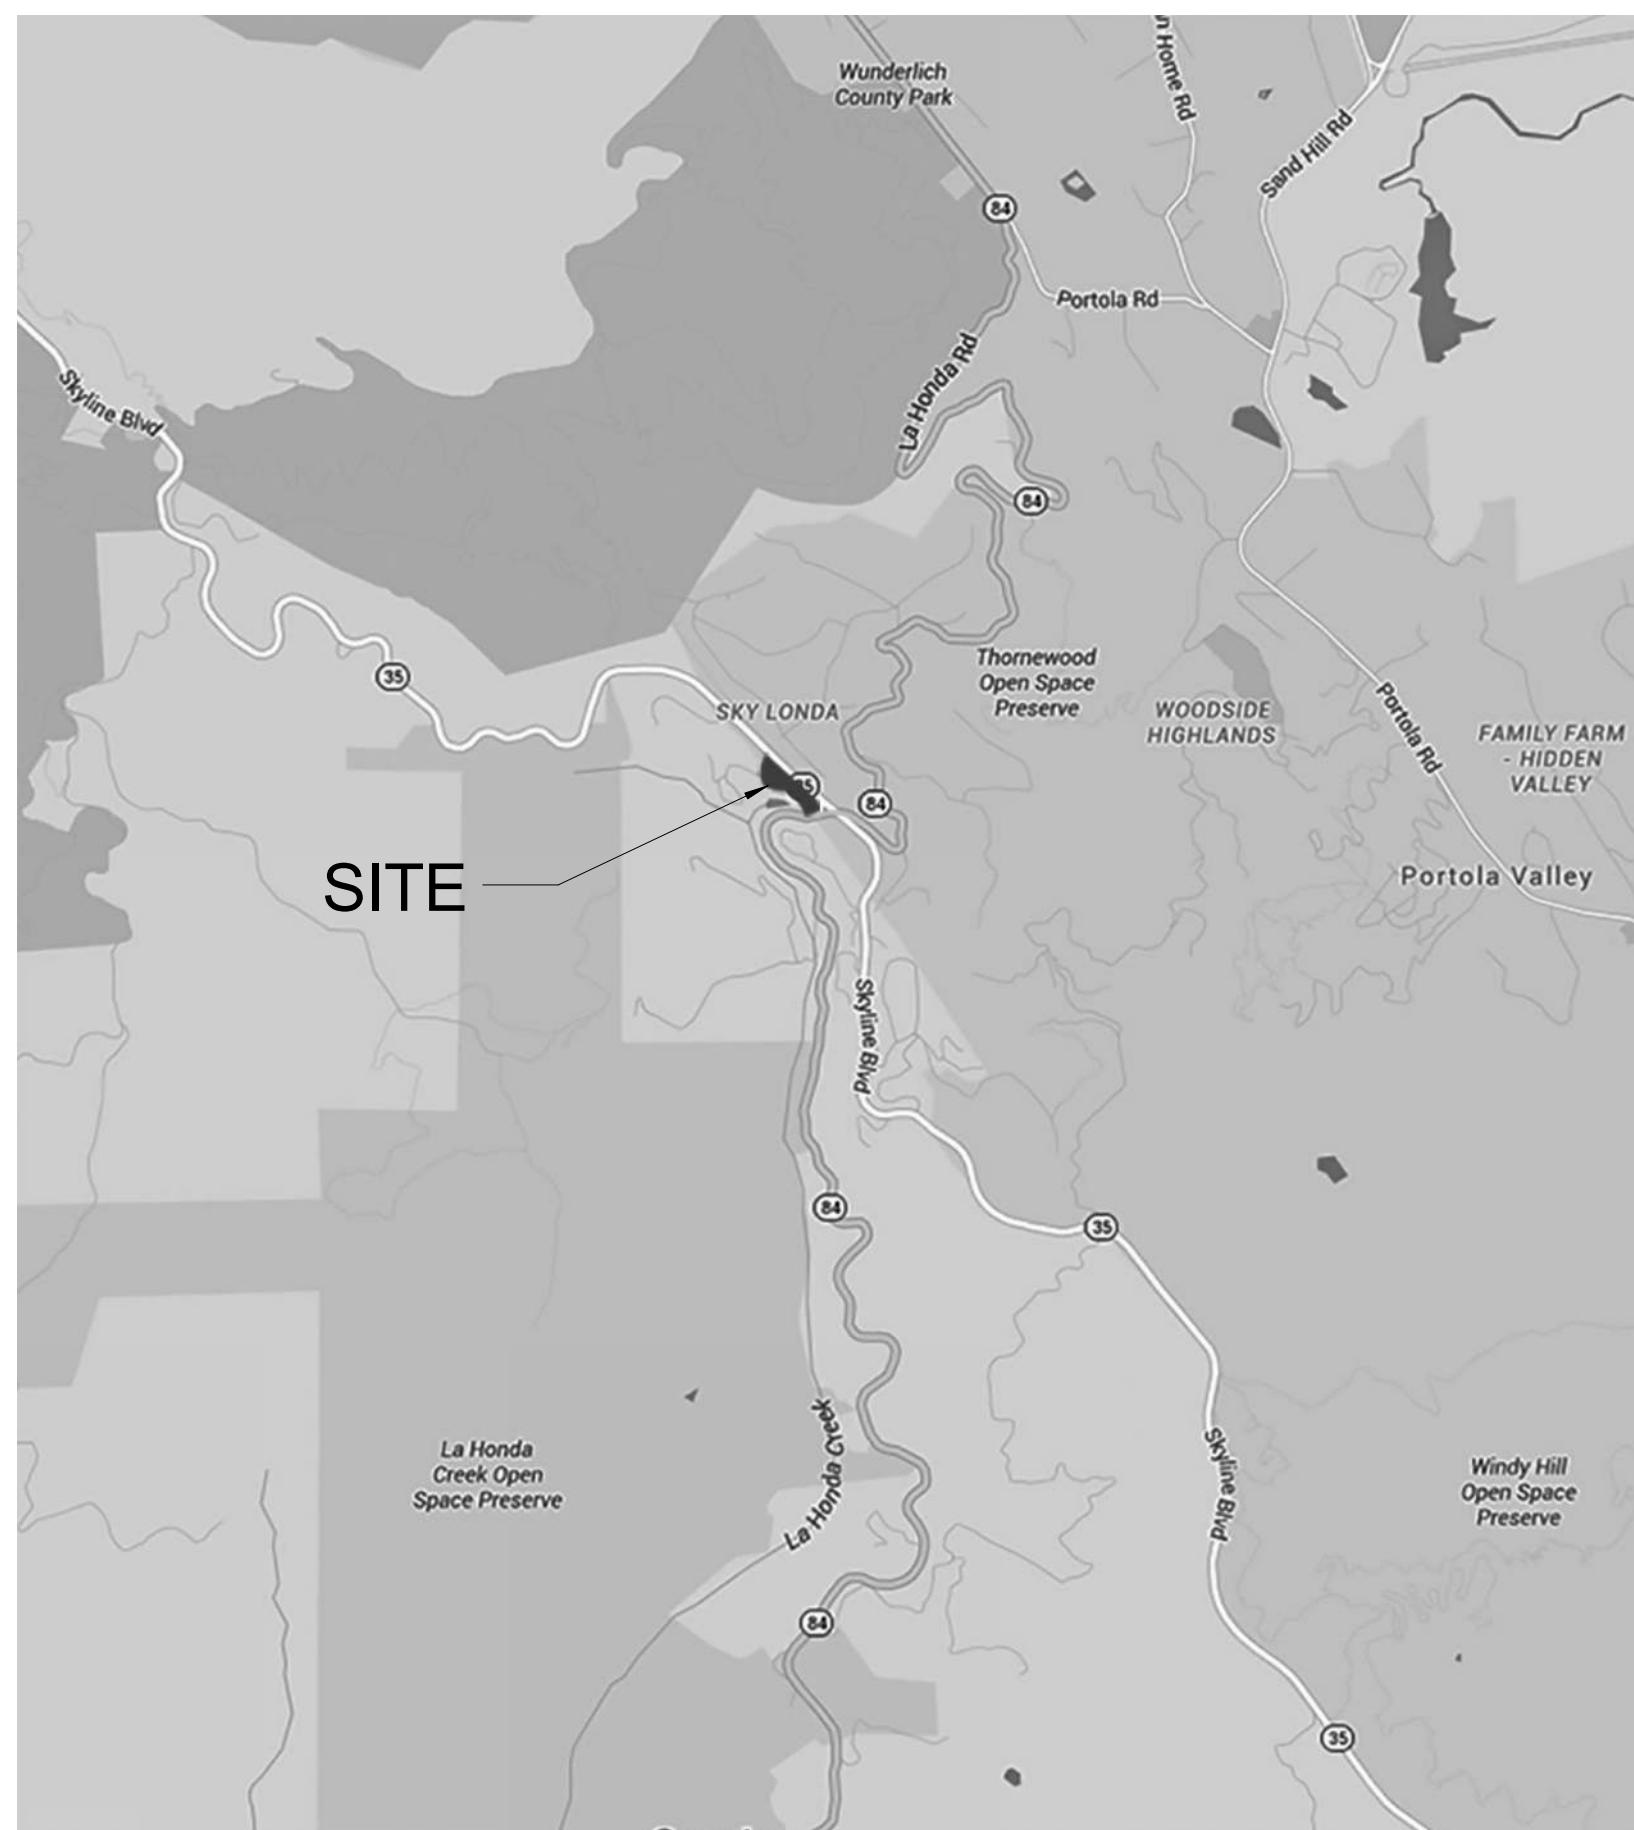 Wunderlich
County Park
n Home Rd
Sand Hill Rd
84
Portola Rd
La Honda Rd
Skyline Blvd
84
35
Thornewood
Open Space
Preserve
SKY LONDA
WOODSIDE
HIGHLANDS
Portola Rd
FAMILY FARM
- HIDDEN
VALLEY
35
84
SITE
Portola Valley
Skyline Blvd
84
35
La Honda Creek
La Honda
Creek Open
Space Preserve
Skyline Blvd
Windy Hill
Open Space
Preserve
84
35